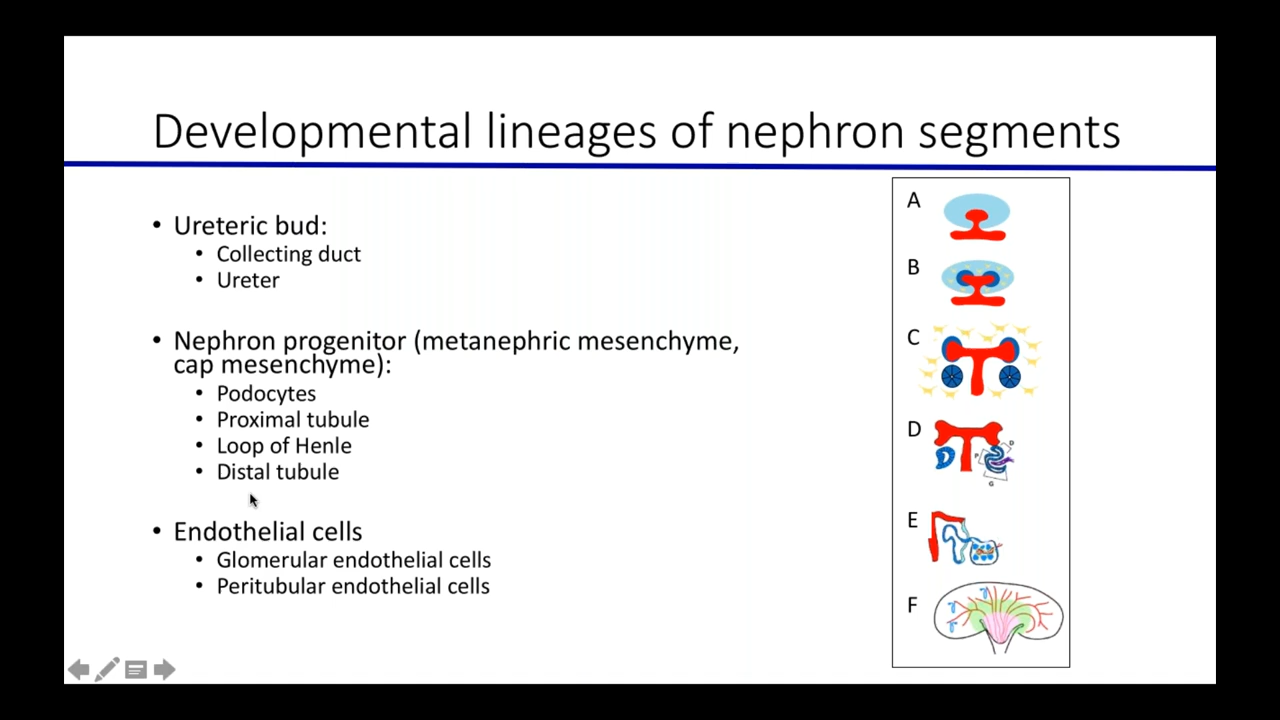 Developmental lineages of nephron segments
• Ureteric bud:
• Collecting duct
• Ureter
• Nephron progenitor (metanephric mesenchyme,
cap mesenchyme):
• Podocytes
• Proximal tubule
• Loop of Henle
• Distal tubule
• Endothelial cells
• Glomerular endothelial cells
• Peritubular endothelial cells
A
B
C
D
D
P
G
E
F